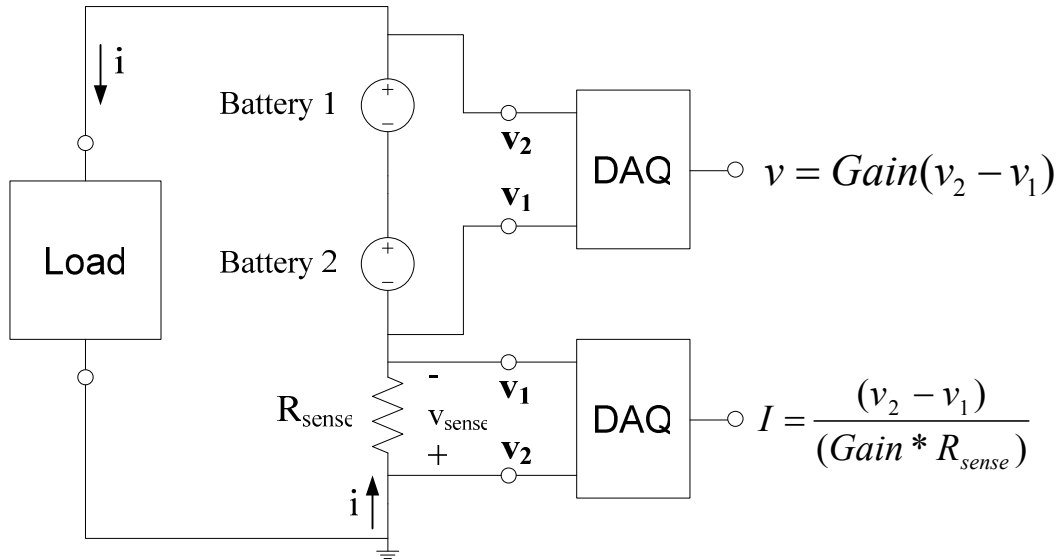 i
Battery 1
+
−
v₂
v₁
DAQ
v = Gain(v₂ − v₁)
Load
Battery 2
+
−
Rsense
-
vsense
+
v₁
v₂
DAQ
I = (v₂ − v₁) / (Gain * Rsense)
i